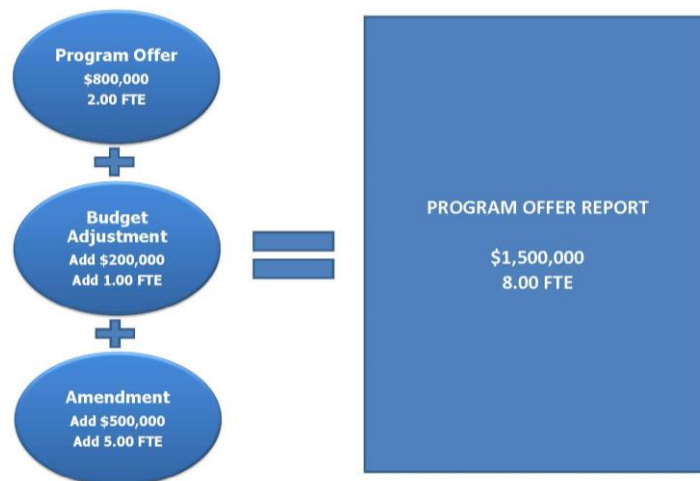 Program Offer
$800,000
2.00 FTE
Budget
Adjustment
Add $200,000
Add 1.00 FTE
Amendment
Add $500,000
Add 5.00 FTE
PROGRAM OFFER REPORT
$1,500,000
8.00 FTE